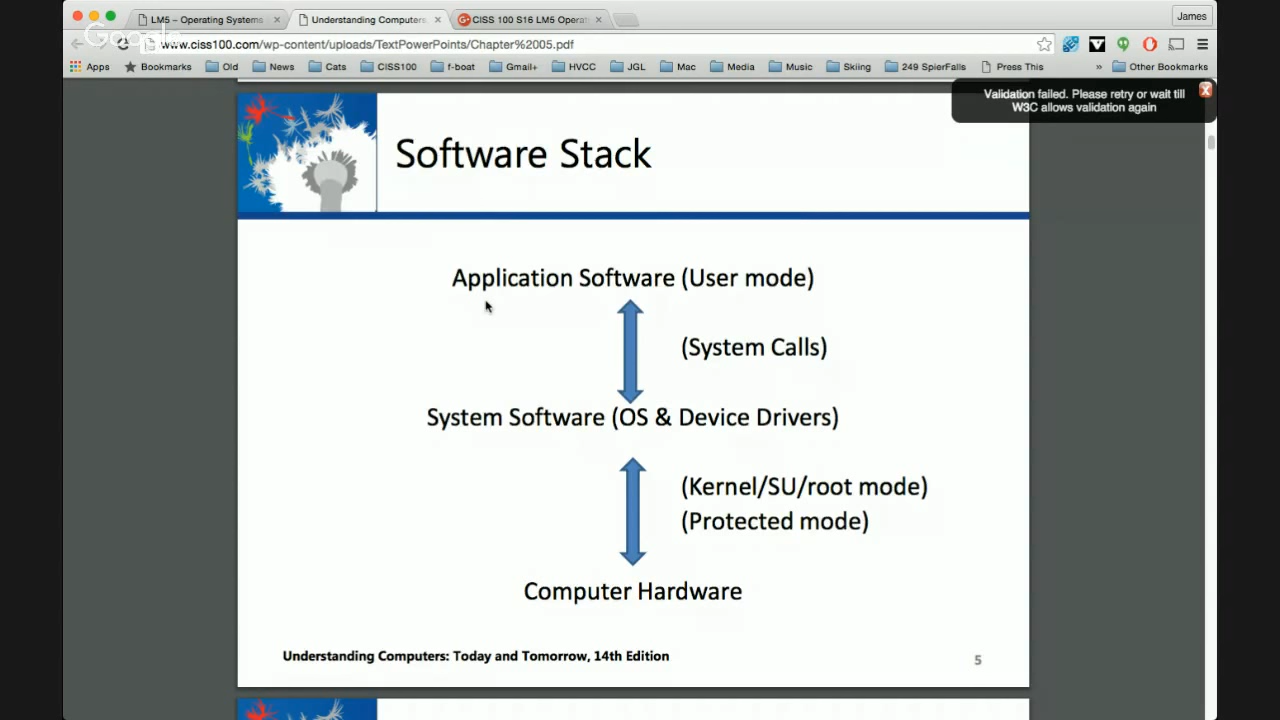 LM5 – Operating Systems
Understanding Computers,
CISS 100 S16 LM5 Operat
James
Google
www.ciss100.com/wp-content/uploads/TextPowerPoints/Chapter%2005.pdf
Apps Bookmarks Old News Cats CISS100 f-boat Gmail+ HVCC JGL Mac Media Music Skiing 249 SpierFalls Press This » Other Bookmarks
Validation failed. Please retry or wait till
W3C allows validation again
Software Stack
Application Software (User mode)
(System Calls)
System Software (OS & Device Drivers)
(Kernel/SU/root mode)
(Protected mode)
Computer Hardware
Understanding Computers: Today and Tomorrow, 14th Edition
5